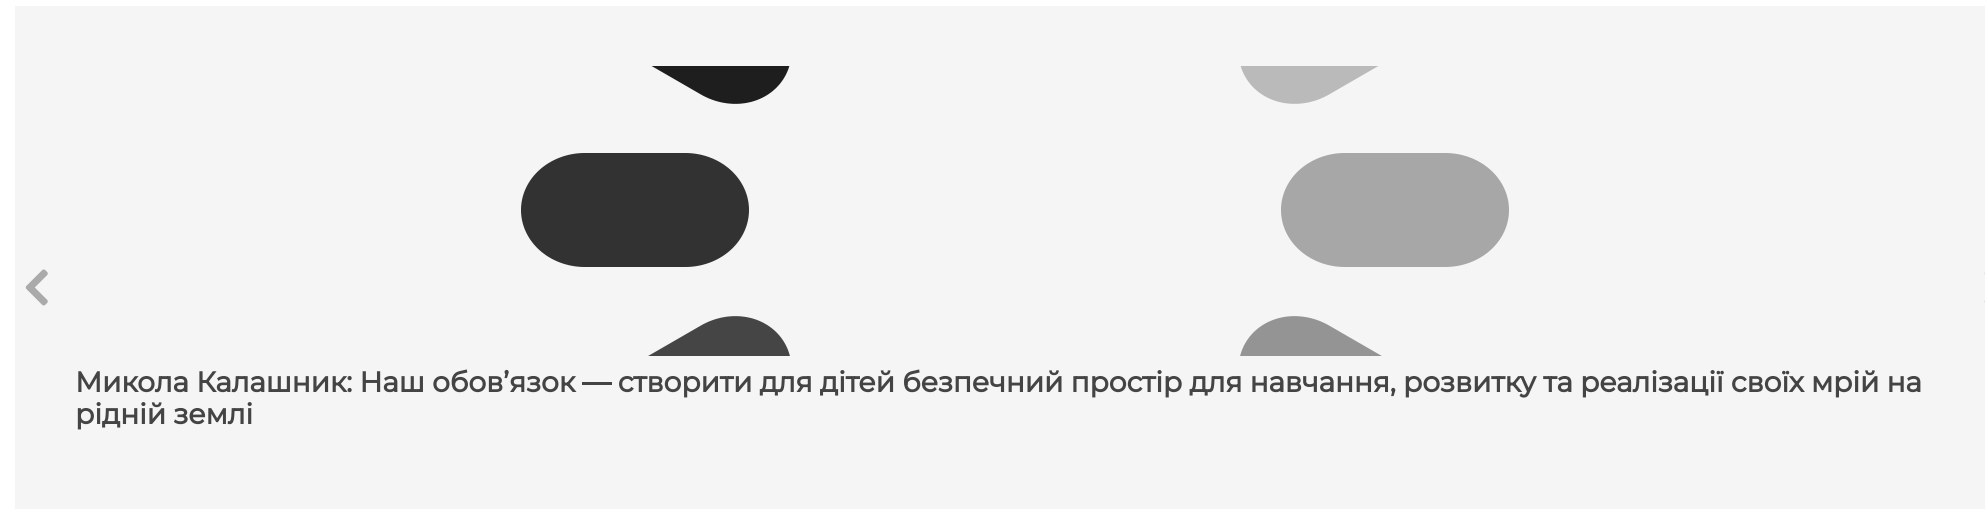 Микола Калашник: Наш обов’язок — створити для дітей безпечний простір для навчання, розвитку та реалізації своїх мрій на
рідній землі